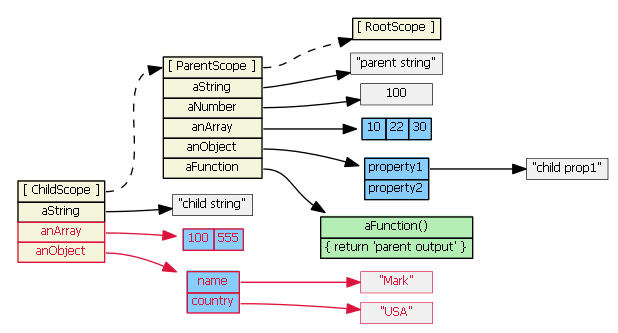 [ RootScope ]
[ ParentScope ]
aString
aNumber
anArray
anObject
aFunction
"parent string"
100
10 22 30
property1
property2
"child prop1"
aFunction()
{ return 'parent output' }
[ ChildScope ]
aString
anArray
anObject
"child string"
100 555
name
country
"Mark"
"USA"